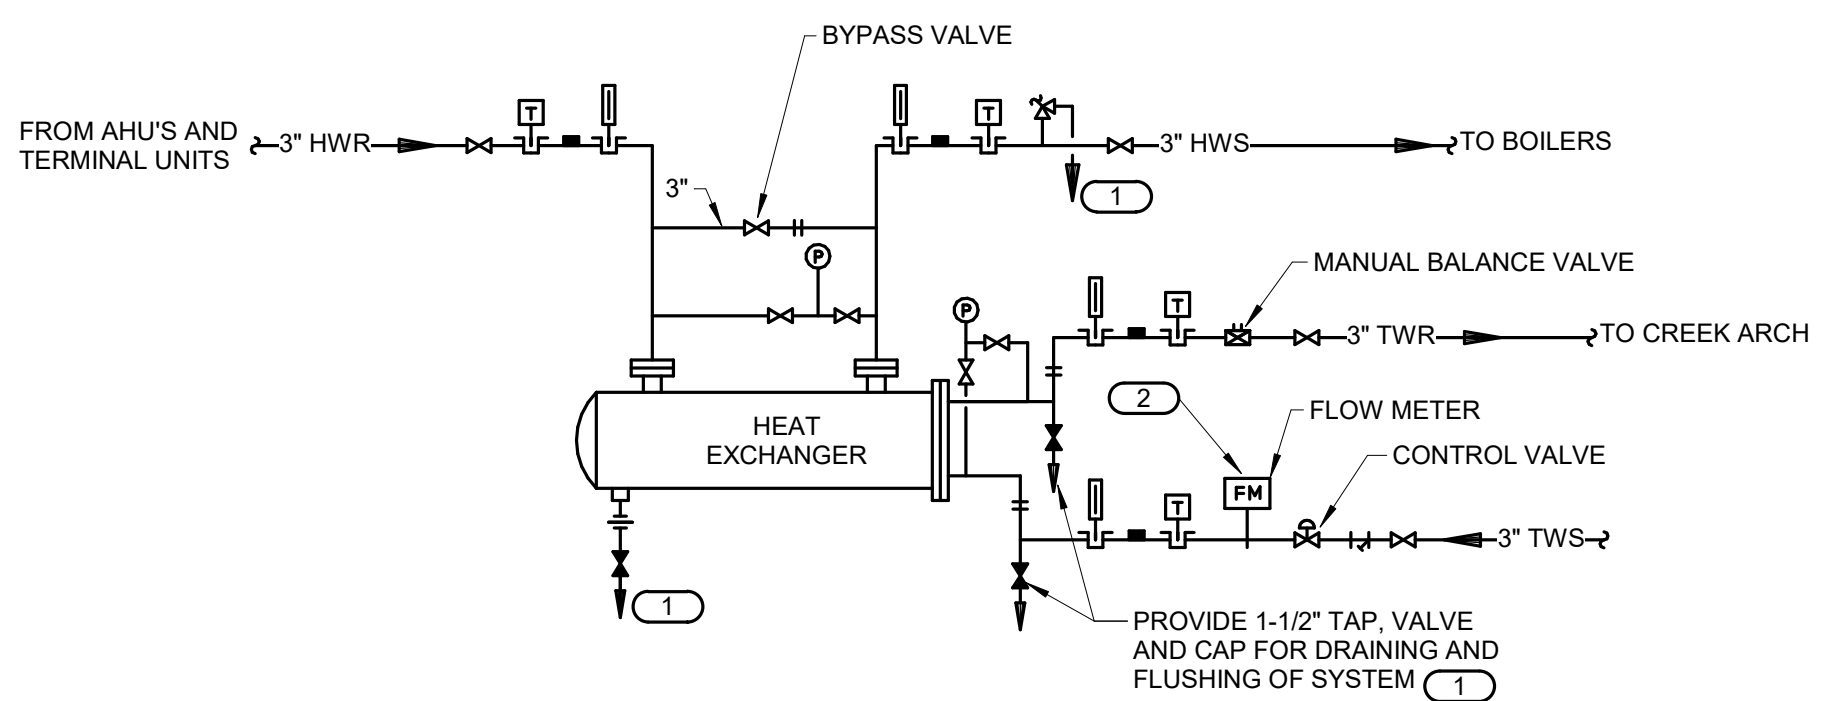 BYPASS VALVE
FROM AHU'S AND
TERMINAL UNITS
3" HWR
T
T
3" HWS
TO BOILERS
1
3"
P
MANUAL BALANCE VALVE
P
T
3" TWR
TO CREEK ARCH
2
FLOW METER
HEAT
EXCHANGER
CONTROL VALVE
FM
T
3" TWS
1
PROVIDE 1-1/2" TAP, VALVE
AND CAP FOR DRAINING AND
FLUSHING OF SYSTEM 1